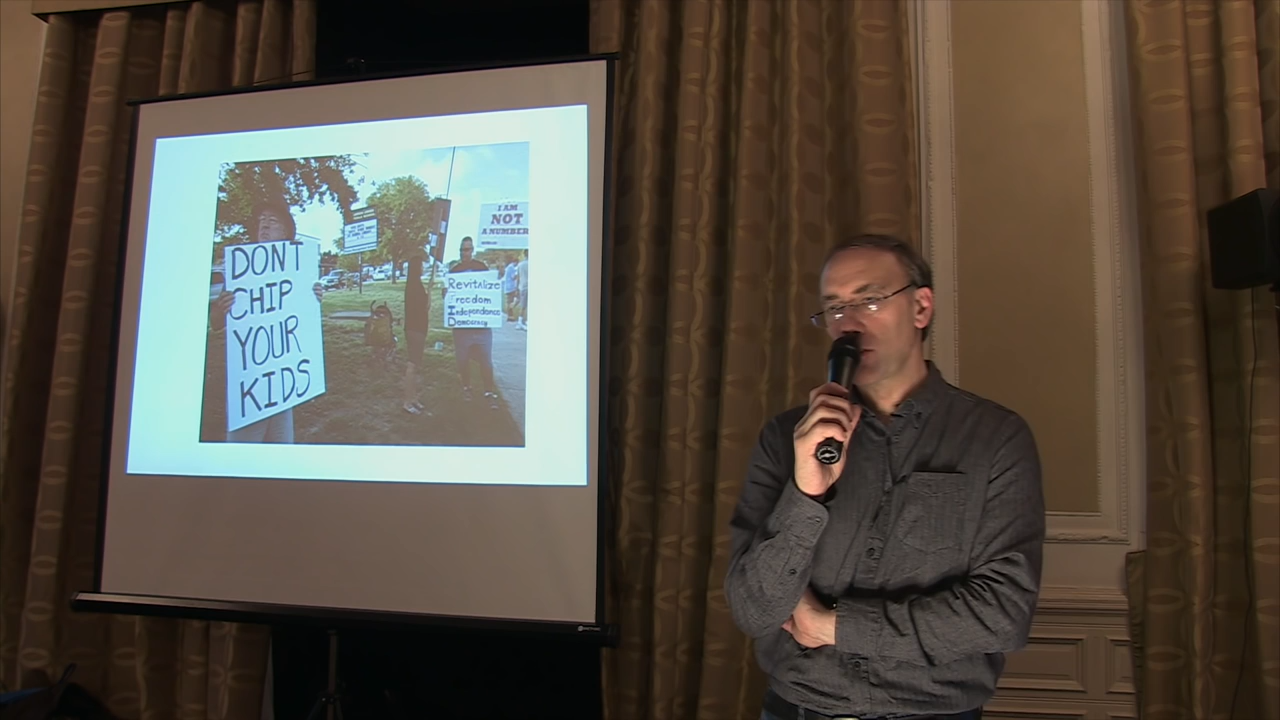 DONT
CHIP
YOUR
KIDS
I AM
NOT
A NUMBER
Revitalize
Freedom
Independence
Democracy